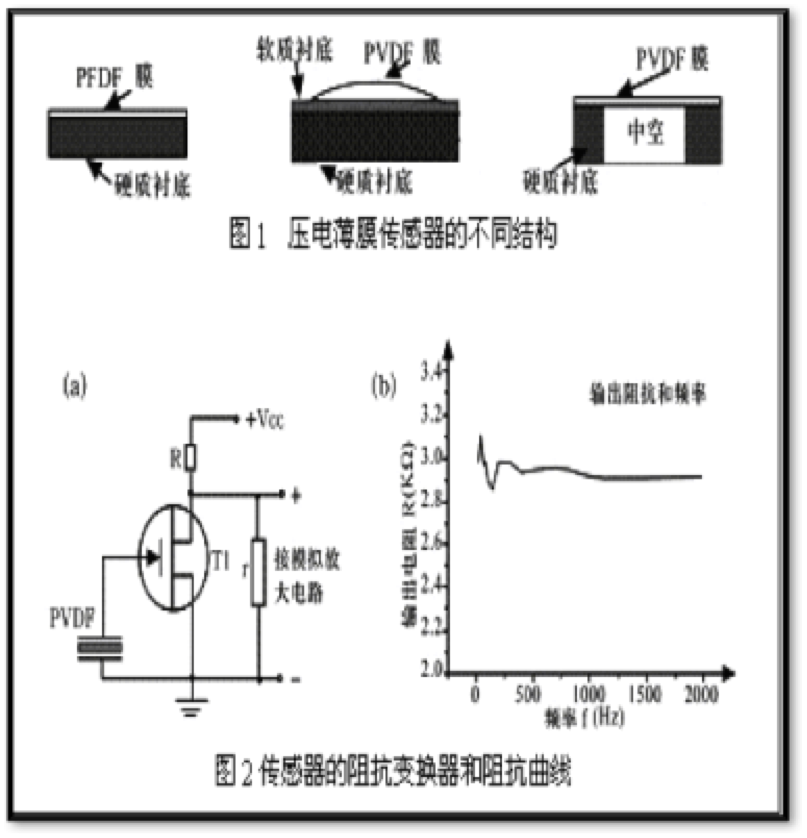 PFDF 膜
硬质衬底
软质衬底
PVDF 膜
硬质衬底
PVDF 膜
中空
硬质衬底
图1 压电薄膜传感器的不同结构
(a)
+Vcc
R
+
T1
r
接模拟放
大电路
PVDF
-
(b)
输出阻抗和频率
输出电阻 R(KΩ)
3.4
3.2
3.0
2.8
2.6
2.4
2.2
2.0
0 500 1000 1500 2000
频率 f (Hz)
图2 传感器的阻抗变换器和阻抗曲线